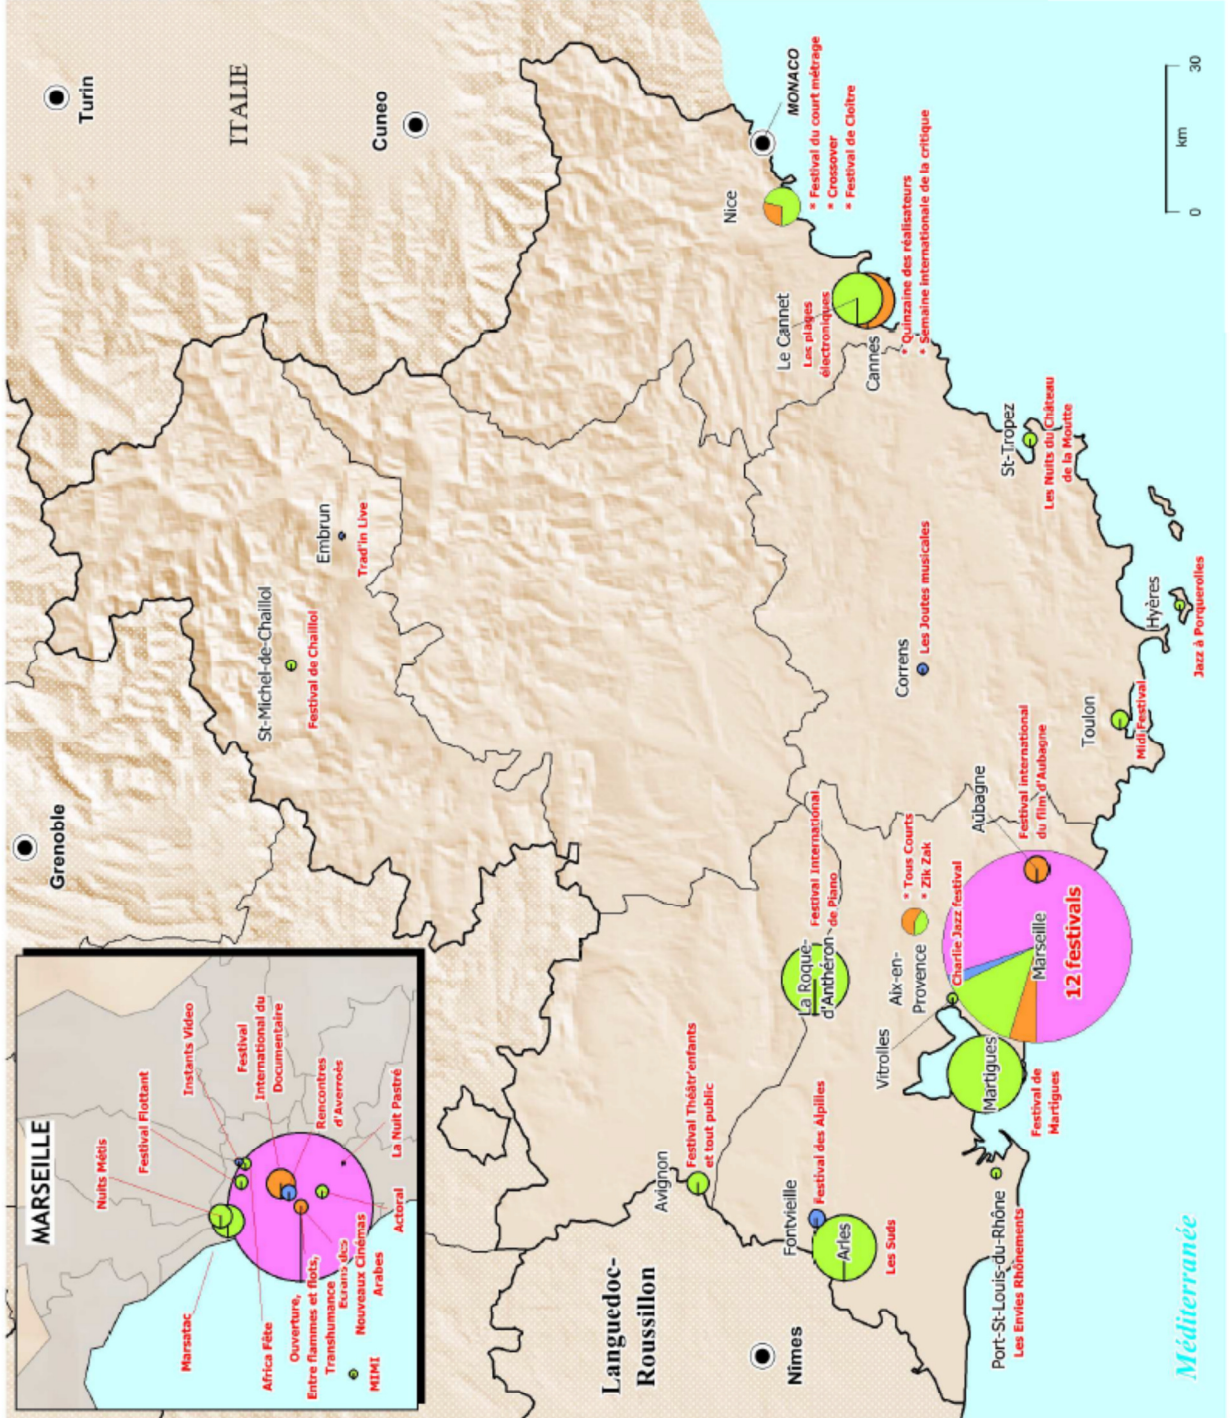 MARSEILLE
Nuits Métis
Festival Flottant
Instants Video
Festival
International du
Documentaire
Rencontres
d'Averroès
La Nuit Pastré
Marsatac
Africa Fête
Ouverture,
Entre flammes et flots,
Transhumance
Ecrans des
Nouveaux Cinémas
Arabes
Actoral
MIMI
Grenoble
Turin
ITALIE
Cuneo
St-Michel-de-Chaillol
Festival de Chaillol
Embrun
Trad'in Live
MONACO
Nice
* Festival du court métrage
* Crossover
* Festival de Cloître
Le Cannet
Les plages
électroniques
Cannes
* Quinzaine des réalisateurs
* Semaine internationale de la critique
Languedoc-
Roussillon
Avignon
Festival Théâtr'enfants
et tout public
Nîmes
Fontvieille
Festival des Alpilles
Arles
Les Suds
La Roque-
d'Anthéron
Festival International
de Piano
Aix-en-
Provence
* Tous Courts
* Zik Zak
Vitrolles
Charlie Jazz festival
Martigues
Festival de
Martigues
Marseille
12 festivals
Aubagne
Festival international
du film d'Aubagne
Port-St-Louis-du-Rhône
Les Envies Rhônements
Correns
Les Joutes musicales
St-Tropez
Les Nuits du Château
de la Moutte
Toulon
Midi Festival
Hyères
Jazz à Porquerolles
Méditerranée
0
km
30